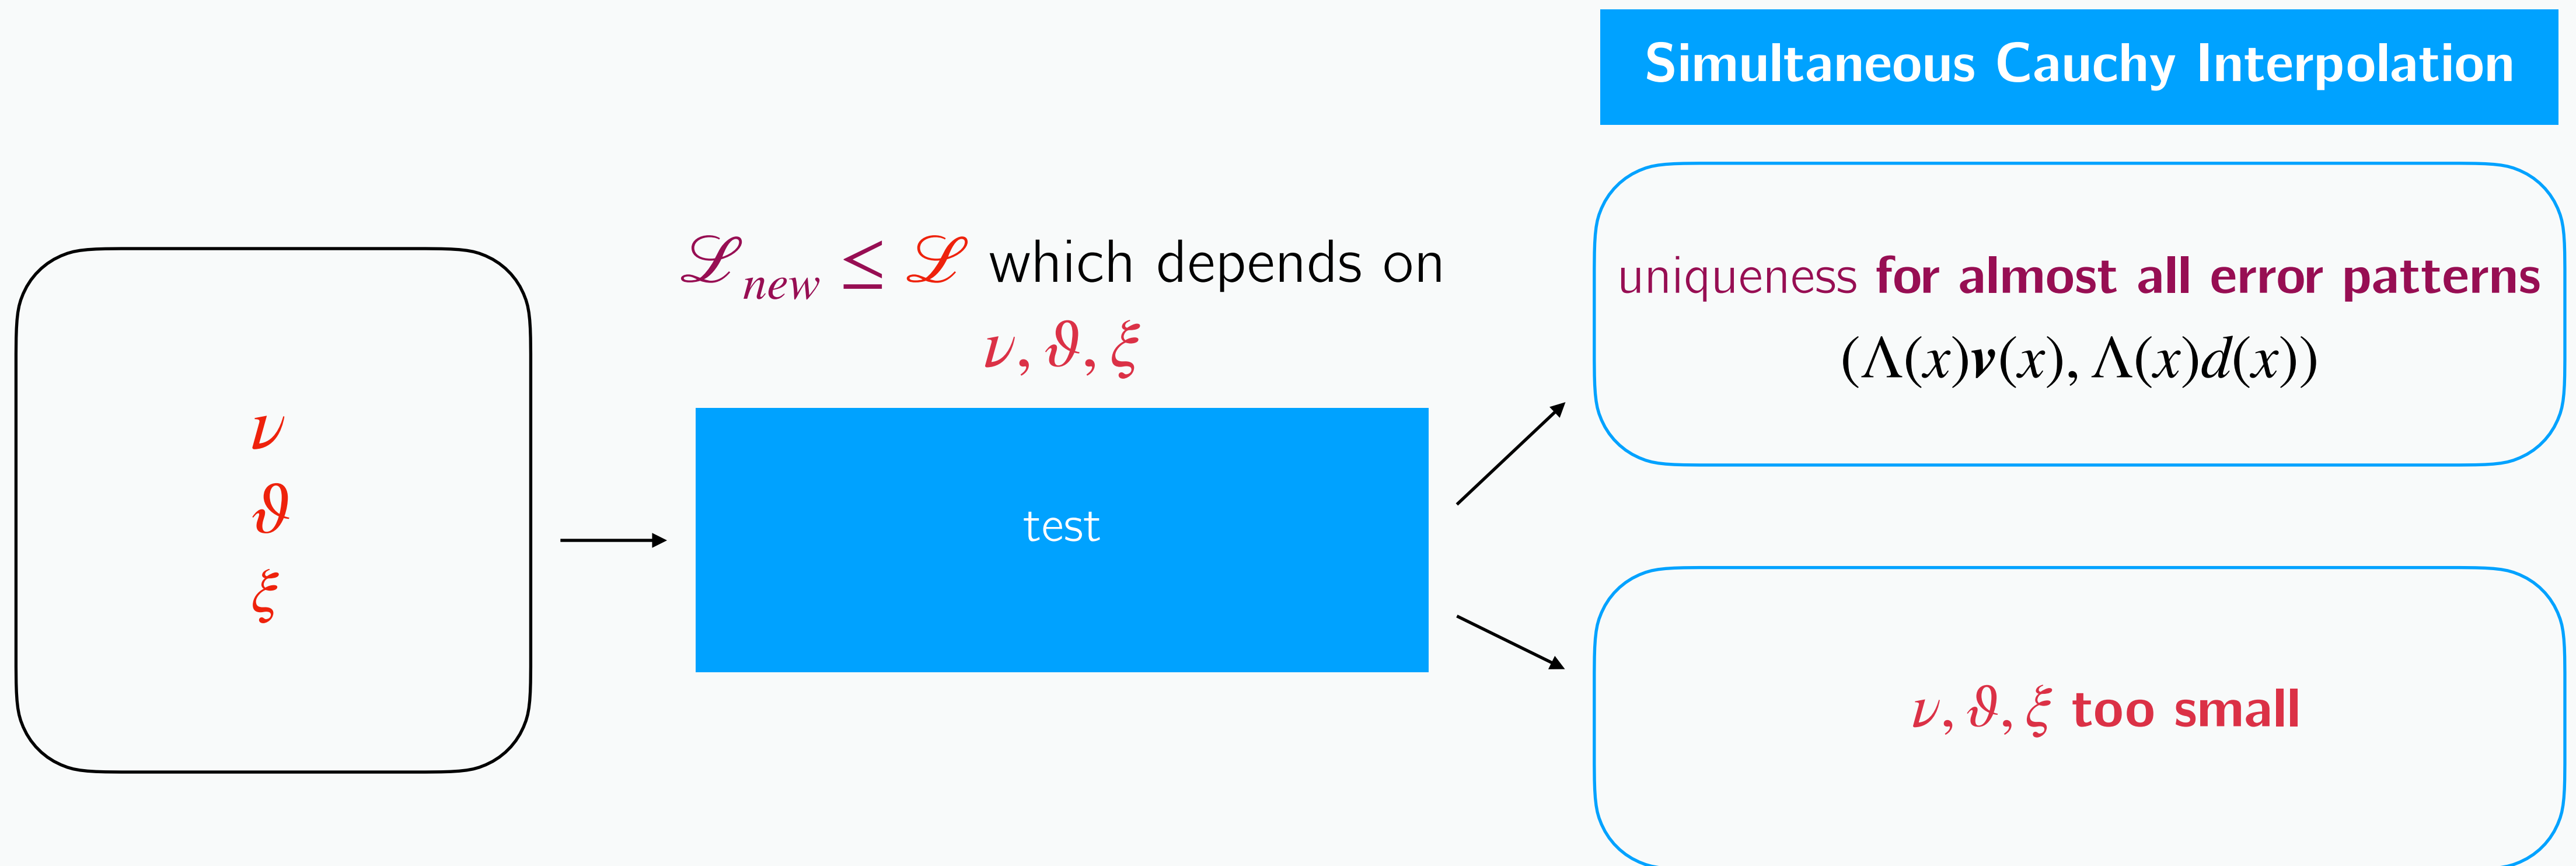 Simultaneous Cauchy Interpolation
ν
ϑ
ξ
ℒ_new ≤ ℒ which depends on
ν, ϑ, ξ
test
uniqueness for almost all error patterns
(Λ(x)𝒗(x), Λ(x)d(x))
ν, ϑ, ξ too small